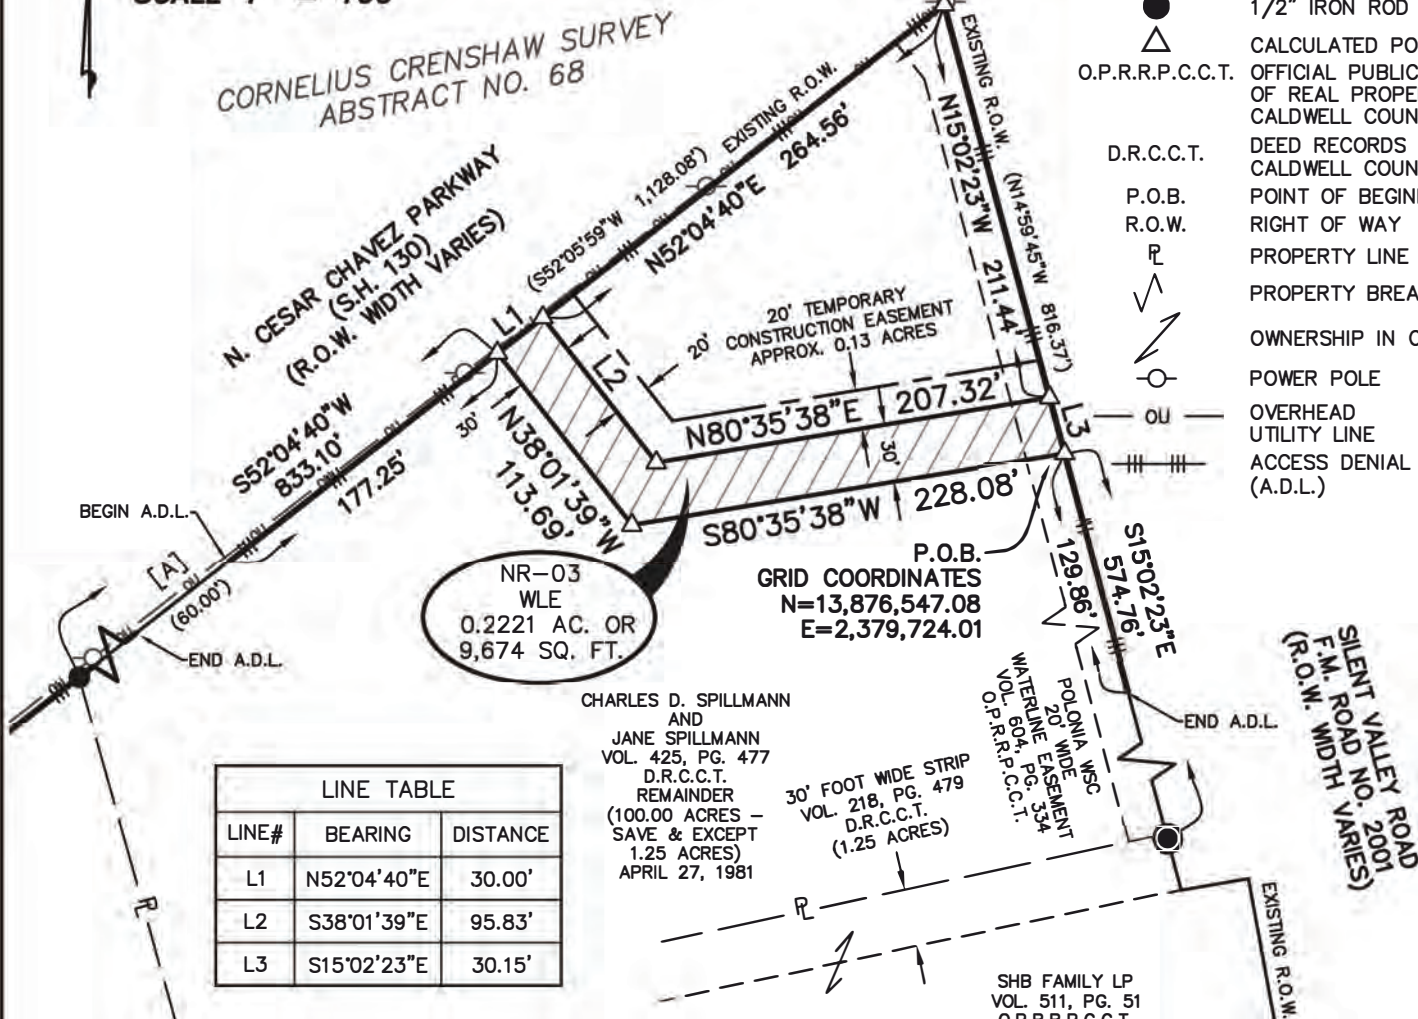 CORNELIUS CRENSHAW SURVEY
ABSTRACT NO. 68
1/2" IRON ROD
CALCULATED
O.P.R.R.P.C.C.T. OFFICIAL PUBLIC
OF REAL
CALDWELL
D.R.C.C.T. DEED RECORDS
CALDWELL
P.O.B. POINT OF
R.O.W. RIGHT OF WAY
PROPERTY LINE
PROPERTY
OWNERSHIP IN
POWER POLE
OU OVERHEAD
UTILITY LINE
ACCESS DENIAL
(A.D.L.)
N. CESAR CHAVEZ PARKWAY
(S.H. 130)
(R.O.W. WIDTH VARIES)
(S52°05'59"W 1,128.08')
EXISTING R.O.W.
N52°04'40"E 264.56'
EXISTING R.O.W.
N15°02'23"W 211.44'
(N14°59'45"W 816.37')
L1
L2
L3
20'
20' TEMPORARY
CONSTRUCTION EASEMENT
APPROX. 0.13 ACRES
N80°35'38"E 207.32'
30'
S80°35'38"W 228.08'
30'
N38°01'39"W
113.69'
S52°04'40"W
833.10'
177.25'
BEGIN A.D.L.
[A]
(60.00')
END A.D.L.
OU
OU
OU
OU
OU
OU
OU
OU
OU
NR-03
WLE
0.2221 AC. OR
9,674 SQ. FT.
P.O.B.
GRID COORDINATES
N=13,876,547.08
E=2,379,724.01
S15°02'23"E
574.76'
129.86'
END A.D.L.
SILENT VALLEY ROAD
F.M. ROAD NO. 2001
(R.O.W. WIDTH VARIES)
POLONIA WSC
20' WIDE
WATERLINE EASEMENT
VOL. 604, PG. 334
O.P.R.R.P.C.C.T.
CHARLES D. SPILLMANN
AND
JANE SPILLMANN
VOL. 425, PG. 477
D.R.C.C.T.
REMAINDER
(100.00 ACRES –
SAVE & EXCEPT
1.25 ACRES)
APRIL 27, 1981
30' FOOT WIDE STRIP
VOL. 218, PG. 479
D.R.C.C.T.
(1.25 ACRES)
LINE TABLE
LINE# BEARING DISTANCE
L1 N52°04'40"E 30.00'
L2 S38°01'39"E 95.83'
L3 S15°02'23"E 30.15'
EXISTING R.O.W.
SHB FAMILY LP
VOL. 511, PG. 51